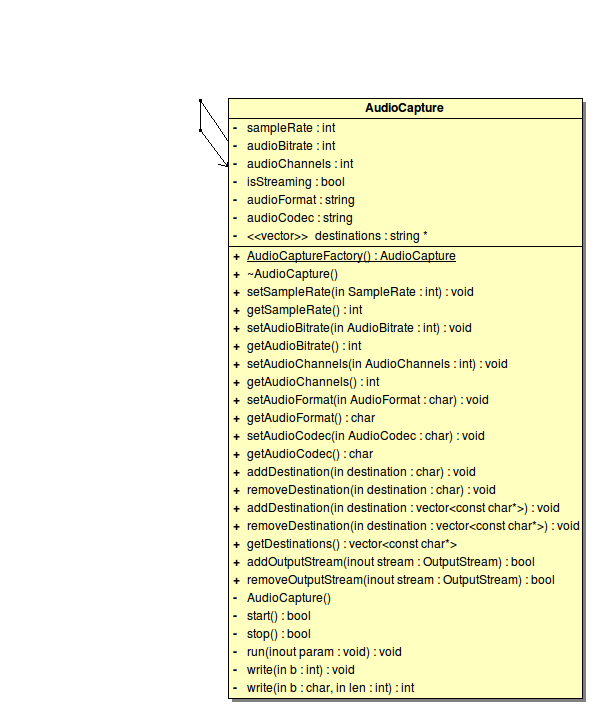 AudioCapture
- sampleRate : int
- audioBitrate : int
- audioChannels : int
- isStreaming : bool
- audioFormat : string
- audioCodec : string
- <<vector>> destinations : string *
+ AudioCaptureFactory() : AudioCapture
+ ~AudioCapture()
+ setSampleRate(in SampleRate : int) : void
+ getSampleRate() : int
+ setAudioBitrate(in AudioBitrate : int) : void
+ getAudioBitrate() : int
+ setAudioChannels(in AudioChannels : int) : void
+ getAudioChannels() : int
+ setAudioFormat(in AudioFormat : char) : void
+ getAudioFormat() : char
+ setAudioCodec(in AudioCodec : char) : void
+ getAudioCodec() : char
+ addDestination(in destination : char) : void
+ removeDestination(in destination : char) : void
+ addDestination(in destination : vector<const char*>) : void
+ removeDestination(in destination : vector<const char*>) : void
+ getDestinations() : vector<const char*>
+ addOutputStream(inout stream : OutputStream) : bool
+ removeOutputStream(inout stream : OutputStream) : bool
- AudioCapture()
- start() : bool
- stop() : bool
- run(inout param : void) : void
- write(in b : int) : void
- write(in b : char, in len : int) : int